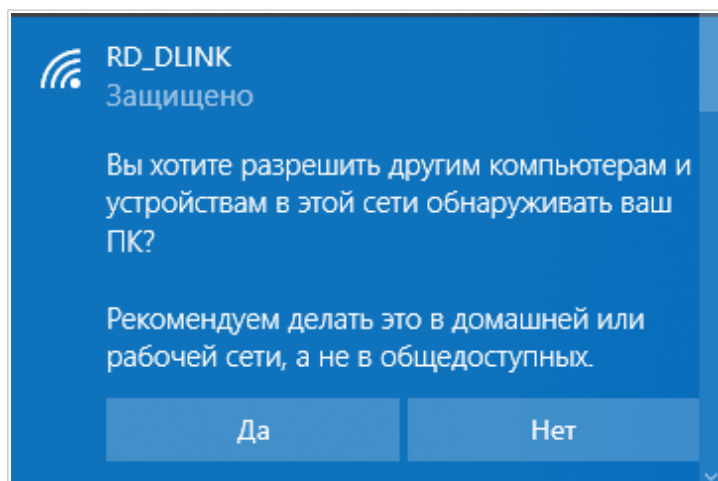 RD_DLINK
Защищено
Вы хотите разрешить другим компьютерам и
устройствам в этой сети обнаруживать ваш
ПК?
Рекомендуем делать это в домашней или
рабочей сети, а не в общедоступных.
Да
Нет